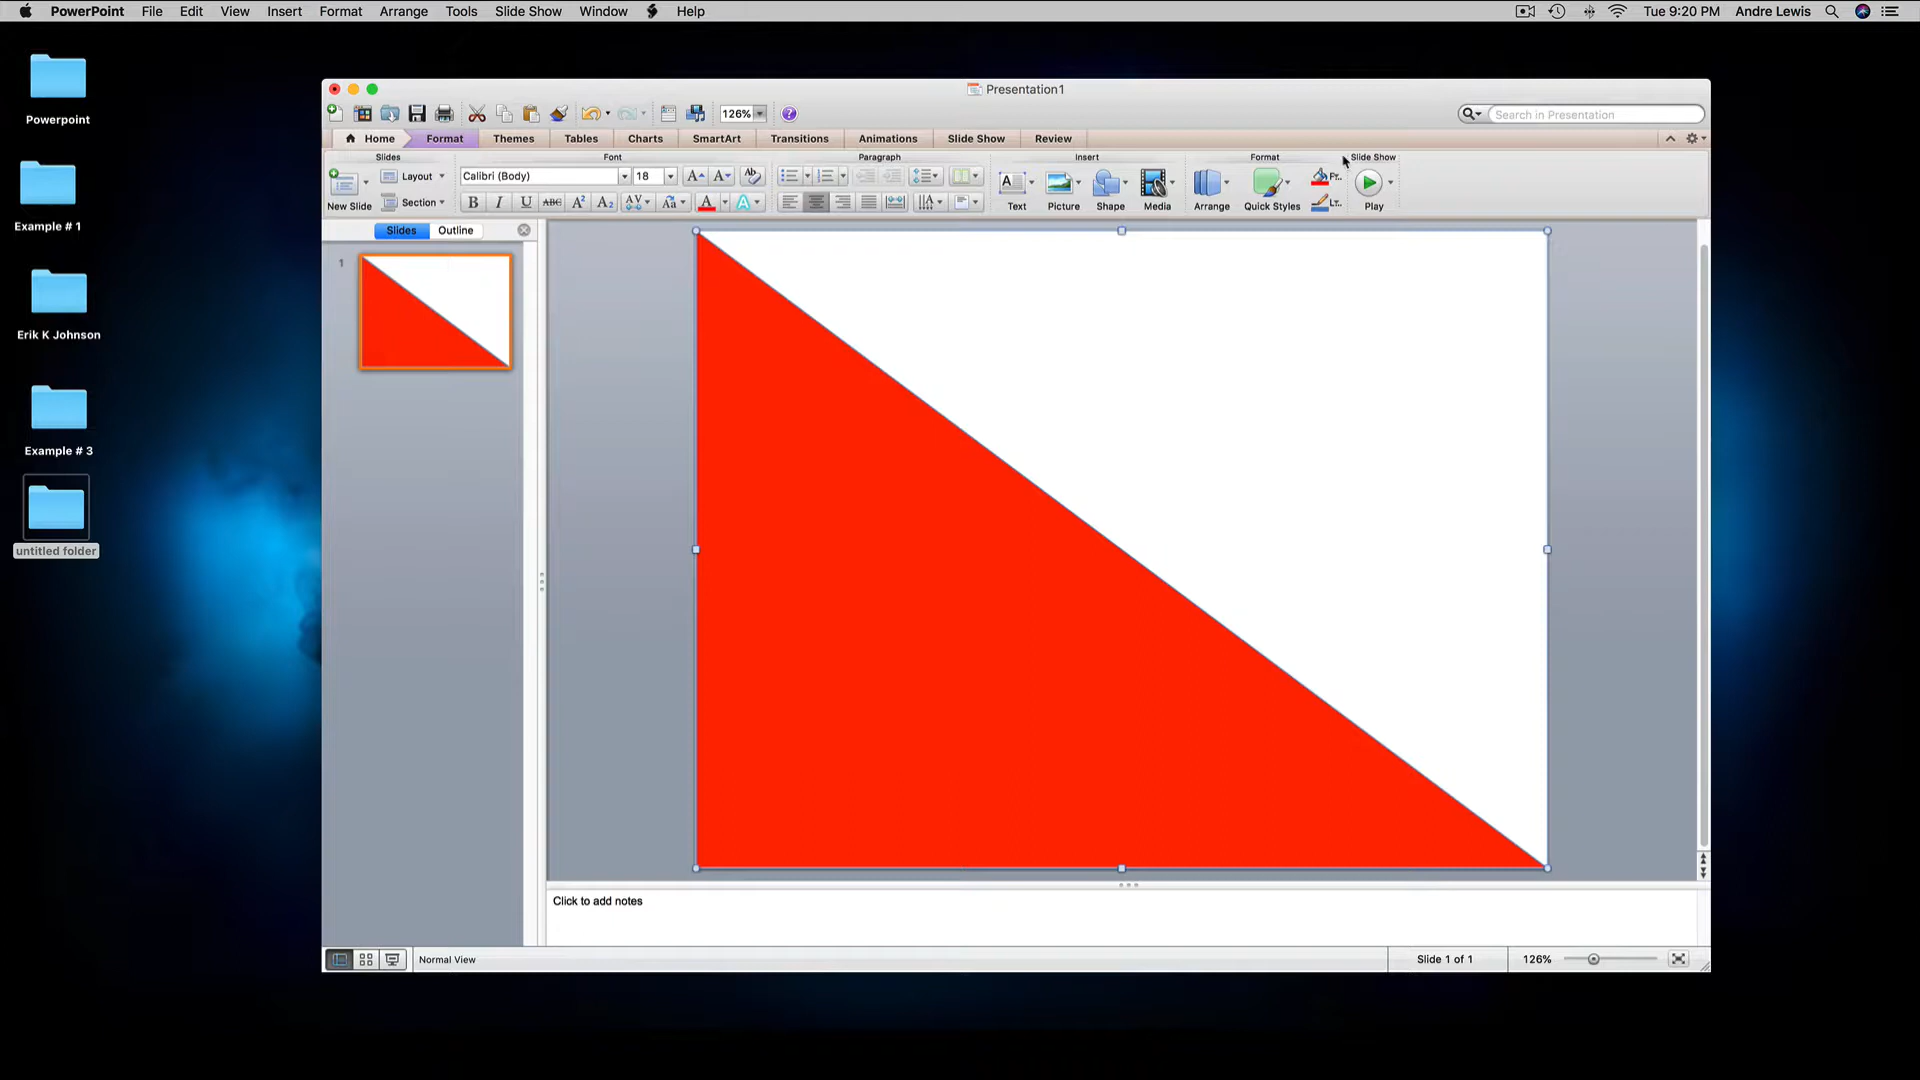 PowerPoint File Edit View Insert Format Arrange Tools Slide Show Window Help Tue 9:20 PM Andre Lewis
Powerpoint
Example # 1
Erik K Johnson
Example # 3
untitled folder
Presentation1
126%
Search in Presentation
Home Format Themes Tables Charts SmartArt Transitions Animations Slide Show Review
Slides Font Paragraph Insert Format Slide Show
Layout Calibri (Body) 18
New Slide Section Text Picture Shape Media Arrange Quick Styles Play
Slides Outline
1
Click to add notes
Normal View Slide 1 of 1 126%